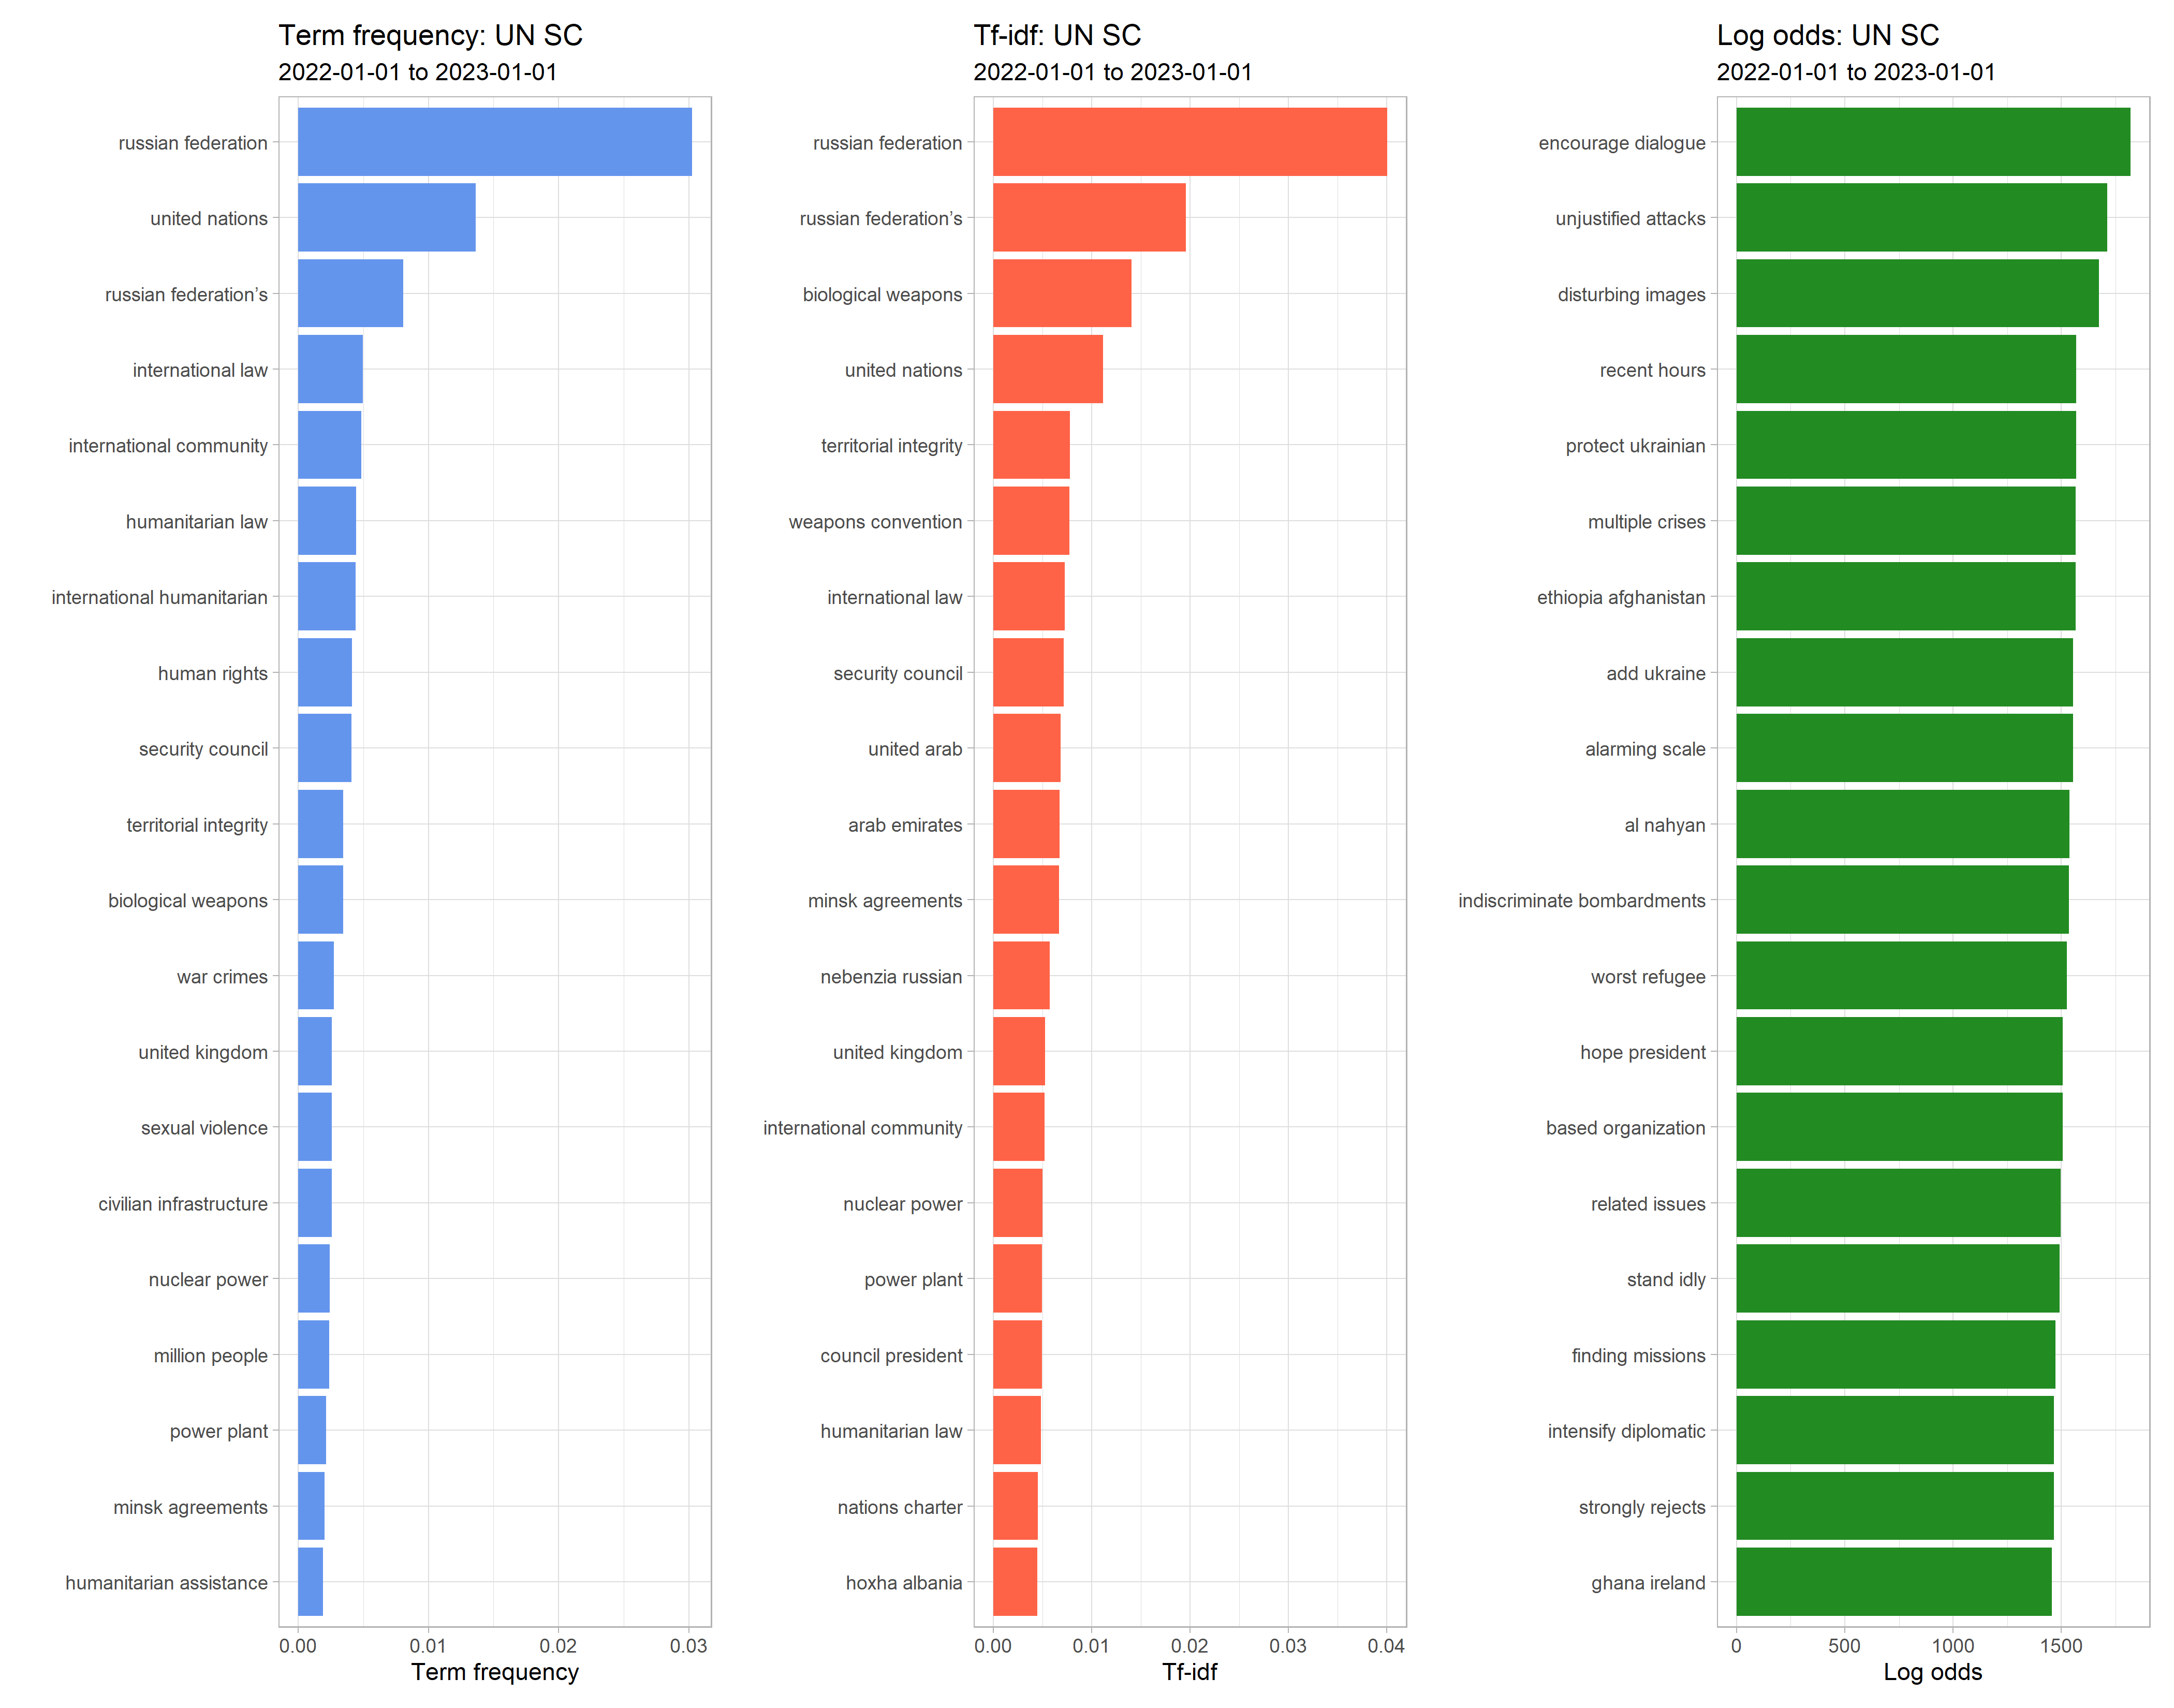 Term frequency: UN SC
2022-01-01 to 2023-01-01
russian federation
united nations
russian federation’s
international law
international community
humanitarian law
international humanitarian
human rights
security council
territorial integrity
biological weapons
war crimes
united kingdom
sexual violence
civilian infrastructure
nuclear power
million people
power plant
minsk agreements
humanitarian assistance
0.00 0.01 0.02 0.03
Term frequency
Tf-idf: UN SC
2022-01-01 to 2023-01-01
russian federation
russian federation’s
biological weapons
united nations
territorial integrity
weapons convention
international law
security council
united arab
arab emirates
minsk agreements
nebenzia russian
united kingdom
international community
nuclear power
power plant
council president
humanitarian law
nations charter
hoxha albania
0.00 0.01 0.02 0.03 0.04
Tf-idf
Log odds: UN SC
2022-01-01 to 2023-01-01
encourage dialogue
unjustified attacks
disturbing images
recent hours
protect ukrainian
multiple crises
ethiopia afghanistan
add ukraine
alarming scale
al nahyan
indiscriminate bombardments
worst refugee
hope president
based organization
related issues
stand idly
finding missions
intensify diplomatic
strongly rejects
ghana ireland
0 500 1000 1500
Log odds